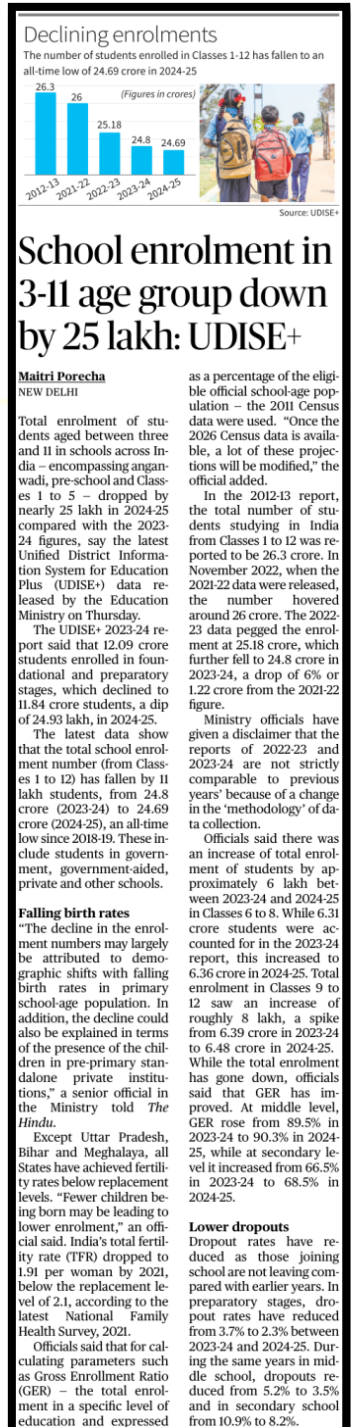 Declining enrolments
The number of students enrolled in Classes 1-12 has fallen to an
all-time low of 24.69 crore in 2024-25
26.3
26
(Figures in crores)
25.18
24.8
24.69
2012-13
2021-22
2022-23
2023-24
2024-25
Source: UDISE+
School enrolment in
3-11 age group down
by 25 lakh: UDISE+
Maitri Porecha
NEW DELHI
Total enrolment of stu-
dents aged between three
and 11 in schools across In-
dia – encompassing angan-
wadi, pre-school and Class-
es 1 to 5 – dropped by
nearly 25 lakh in 2024-25
compared with the 2023-
24 figures, say the latest
Unified District Informa-
tion System for Education
Plus (UDISE+) data re-
leased by the Education
Ministry on Thursday.
The UDISE+ 2023-24 re-
port said that 12.09 crore
students enrolled in foun-
dational and preparatory
stages, which declined to
11.84 crore students, a dip
of 24.93 lakh, in 2024-25.
The latest data show
that the total school enrol-
ment number (from Class-
es 1 to 12) has fallen by 11
lakh students, from 24.8
crore (2023-24) to 24.69
crore (2024-25), an all-time
low since 2018-19. These in-
clude students in govern-
ment, government-aided,
private and other schools.
Falling birth rates
“The decline in the enrol-
ment numbers may largely
be attributed to demo-
graphic shifts with falling
birth rates in primary
school-age population. In
addition, the decline could
also be explained in terms
of the presence of the chil-
dren in pre-primary stan-
dalone private institu-
tions,” a senior official in
the Ministry told The
Hindu.
Except Uttar Pradesh,
Bihar and Meghalaya, all
States have achieved fertili-
ty rates below replacement
levels. “Fewer children be-
ing born may be leading to
lower enrolment,” an offi-
cial said. India’s total fertil-
ity rate (TFR) dropped to
1.91 per woman by 2021,
below the replacement le-
vel of 2.1, according to the
latest National Family
Health Survey, 2021.
Officials said that for cal-
culating parameters such
as Gross Enrollment Ratio
(GER) – the total enrol-
ment in a specific level of
education and expressed
as a percentage of the eligi-
ble official school-age pop-
ulation – the 2011 Census
data were used. “Once the
2026 Census data is availa-
ble, a lot of these projec-
tions will be modified,” the
official added.
In the 2012-13 report,
the total number of stu-
dents studying in India
from Classes 1 to 12 was re-
ported to be 26.3 crore. In
November 2022, when the
2021-22 data were released,
the number hovered
around 26 crore. The 2022-
23 data pegged the enrol-
ment at 25.18 crore, which
further fell to 24.8 crore in
2023-24, a drop of 6% or
1.22 crore from the 2021-22
figure.
Ministry officials have
given a disclaimer that the
reports of 2022-23 and
2023-24 are not strictly
comparable to previous
years’ because of a change
in the ‘methodology’ of da-
ta collection.
Officials said there was
an increase of total enrol-
ment of students by ap-
proximately 6 lakh bet-
ween 2023-24 and 2024-25
in Classes 6 to 8. While 6.31
crore students were ac-
counted for in the 2023-24
report, this increased to
6.36 crore in 2024-25. Total
enrolment in Classes 9 to
12 saw an increase of
roughly 8 lakh, a spike
from 6.39 crore in 2023-24
to 6.48 crore in 2024-25.
While the total enrolment
has gone down, officials
said that GER has im-
proved. At middle level,
GER rose from 89.5% in
2023-24 to 90.3% in 2024-
25, while at secondary le-
vel it increased from 66.5%
in 2023-24 to 68.5% in
2024-25.
Lower dropouts
Dropout rates have re-
duced as those joining
school are not leaving com-
pared with earlier years. In
preparatory stages, dro-
pout rates have reduced
from 3.7% to 2.3% between
2023-24 and 2024-25. Dur-
ing the same years in mid-
dle school, dropouts re-
duced from 5.2% to 3.5%
and in secondary school
from 10.9% to 8.2%.